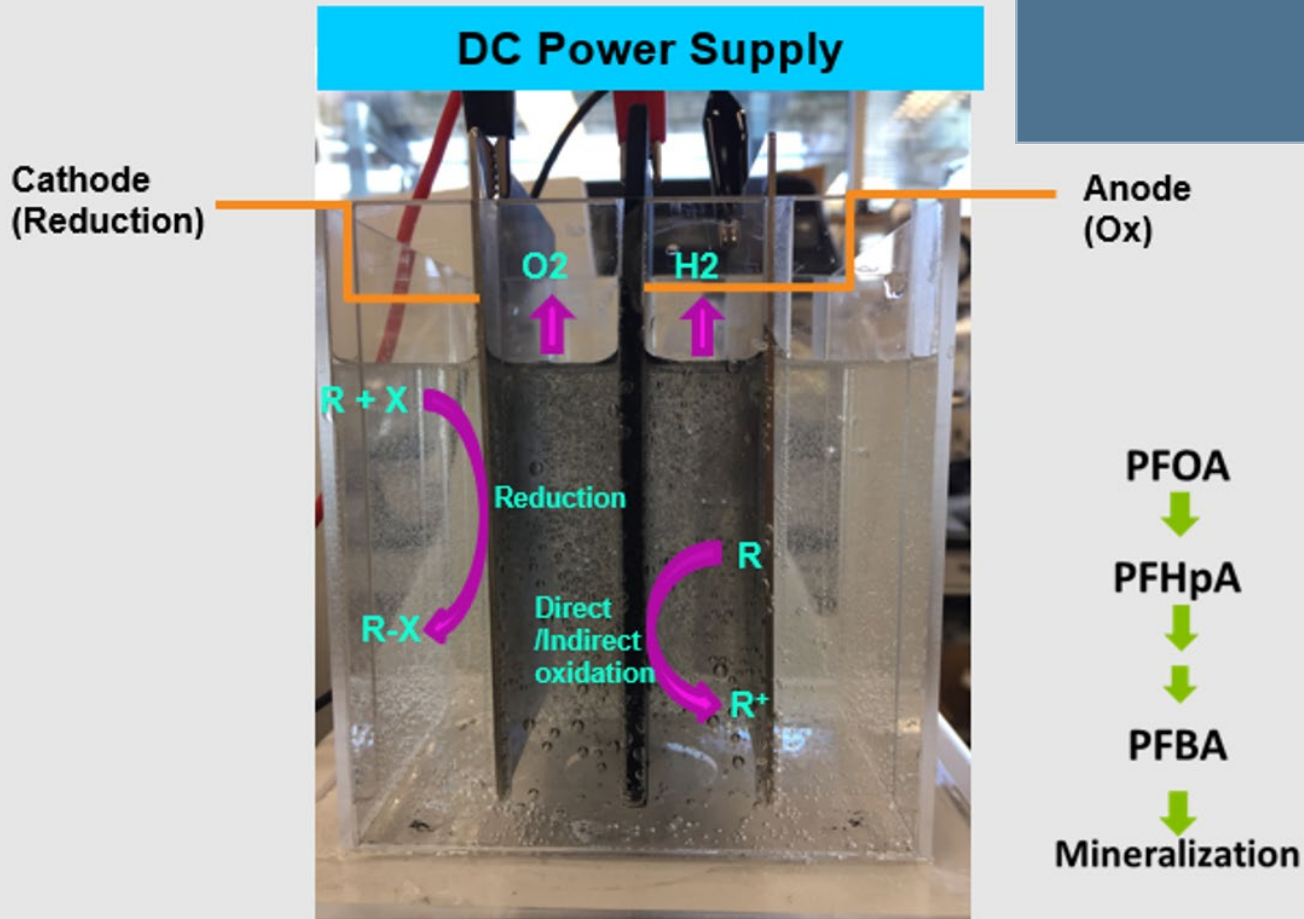 DC Power Supply
Cathode
(Reduction)
Anode
(Ox)
O2
H2
R + X
Reduction
R-X
R
Direct
/Indirect
oxidation
R⁺
PFOA
PFHpA
PFBA
Mineralization